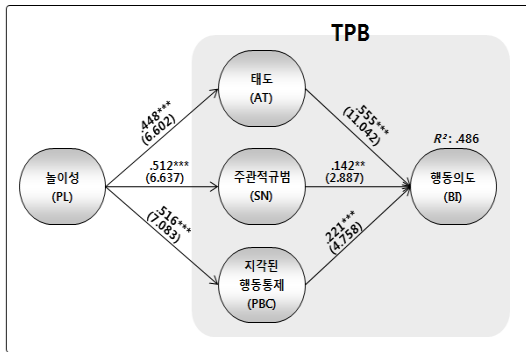 TPB
태도
(AT)
.448***
(6.602)
.555***
(11.042)
R²: .486
놀이성
(PL)
.512***
(6.637)
주관적규범
(SN)
.142**
(2.887)
행동의도
(BI)
.516***
(7.083)
.221***
(4.758)
지각된
행동통제
(PBC)